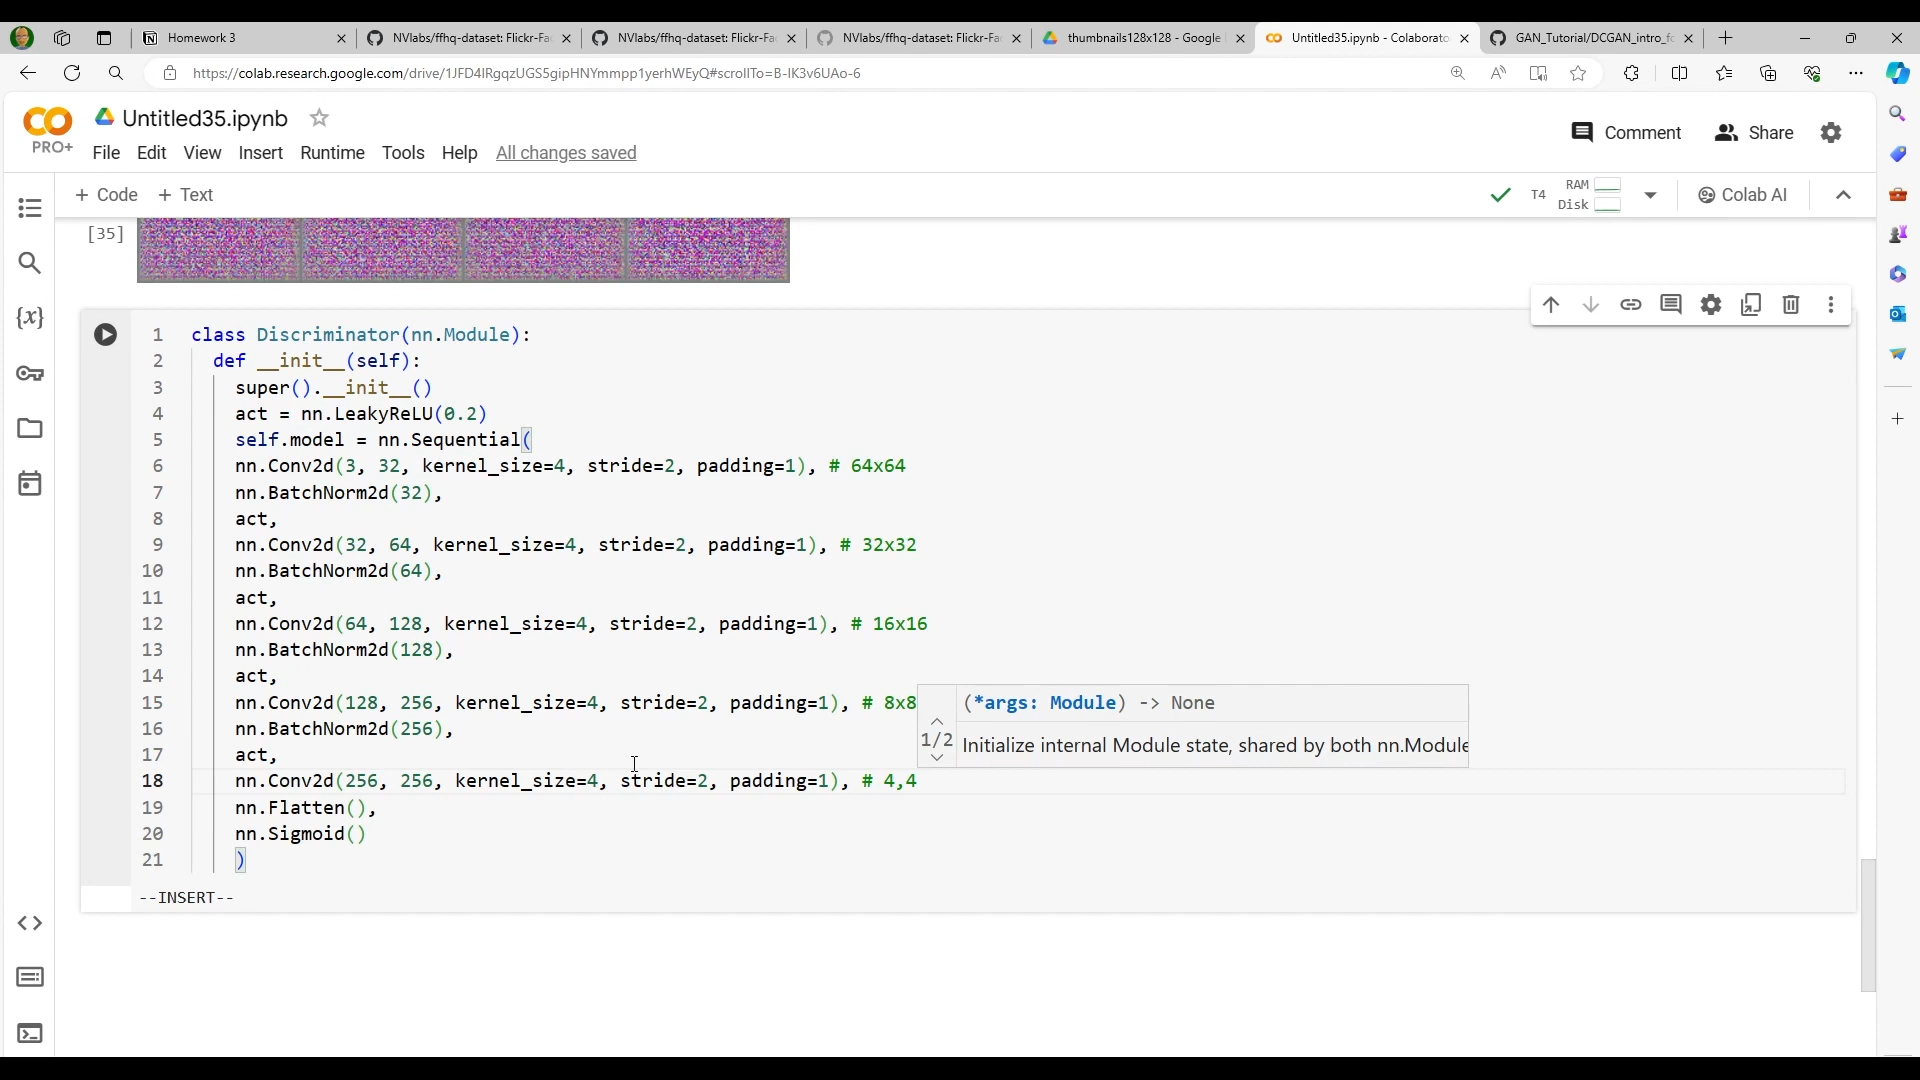 Homework 3
NVlabs/ffhq-dataset: Flickr-Fa
NVlabs/ffhq-dataset: Flickr-Fa
NVlabs/ffhq-dataset: Flickr-Fa
thumbnails128x128 - Google
Untitled35.ipynb - Colaborato
GAN_Tutorial/DCGAN_intro_fo
https://colab.research.google.com/drive/1JFD4lRgqzUGS5gipHNYmmpp1yerhWEyQ#scrollTo=B-IK3v6UAo-6
Untitled35.ipynb
PRO+
File Edit View Insert Runtime Tools Help All changes saved
Comment Share
+ Code + Text
T4 RAM Disk Colab AI
[35]
1 class Discriminator(nn.Module):
2 def __init__(self):
3 super().__init__()
4 act = nn.LeakyReLU(0.2)
5 self.model = nn.Sequential(
6 nn.Conv2d(3, 32, kernel_size=4, stride=2, padding=1), # 64x64
7 nn.BatchNorm2d(32),
8 act,
9 nn.Conv2d(32, 64, kernel_size=4, stride=2, padding=1), # 32x32
10 nn.BatchNorm2d(64),
11 act,
12 nn.Conv2d(64, 128, kernel_size=4, stride=2, padding=1), # 16x16
13 nn.BatchNorm2d(128),
14 act,
15 nn.Conv2d(128, 256, kernel_size=4, stride=2, padding=1), # 8x8
16 nn.BatchNorm2d(256),
17 act,
18 nn.Conv2d(256, 256, kernel_size=4, stride=2, padding=1), # 4,4
19 nn.Flatten(),
20 nn.Sigmoid()
21 )
(*args: Module) -> None
1/2
Initialize internal Module state, shared by both nn.Module
--INSERT--